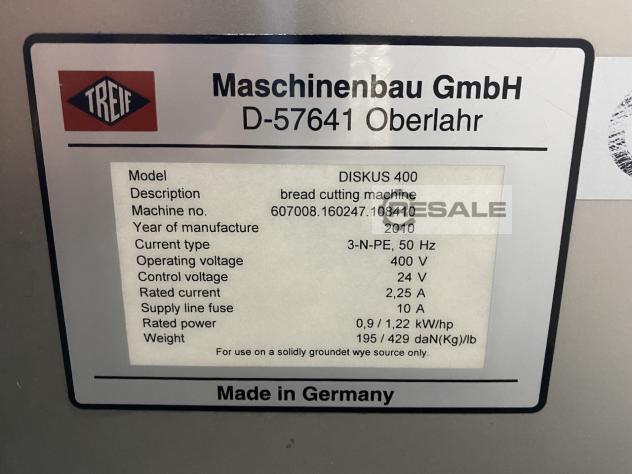 TREIF
Maschinenbau GmbH
D-57641 Oberlahr
Model DISKUS 400
Description bread cutting machine
Machine no. 607008.160247.108410
RESALE
Year of manufacture 2010
Current type 3-N-PE, 50 Hz
Operating voltage 400 V
Control voltage 24 V
Rated current 2,25 A
Supply line fuse 10 A
Rated power 0,9 / 1,22 kW/hp
Weight 195 / 429 daN(Kg)/lb
For use on a solidly groundet wye source only.
Made in Germany